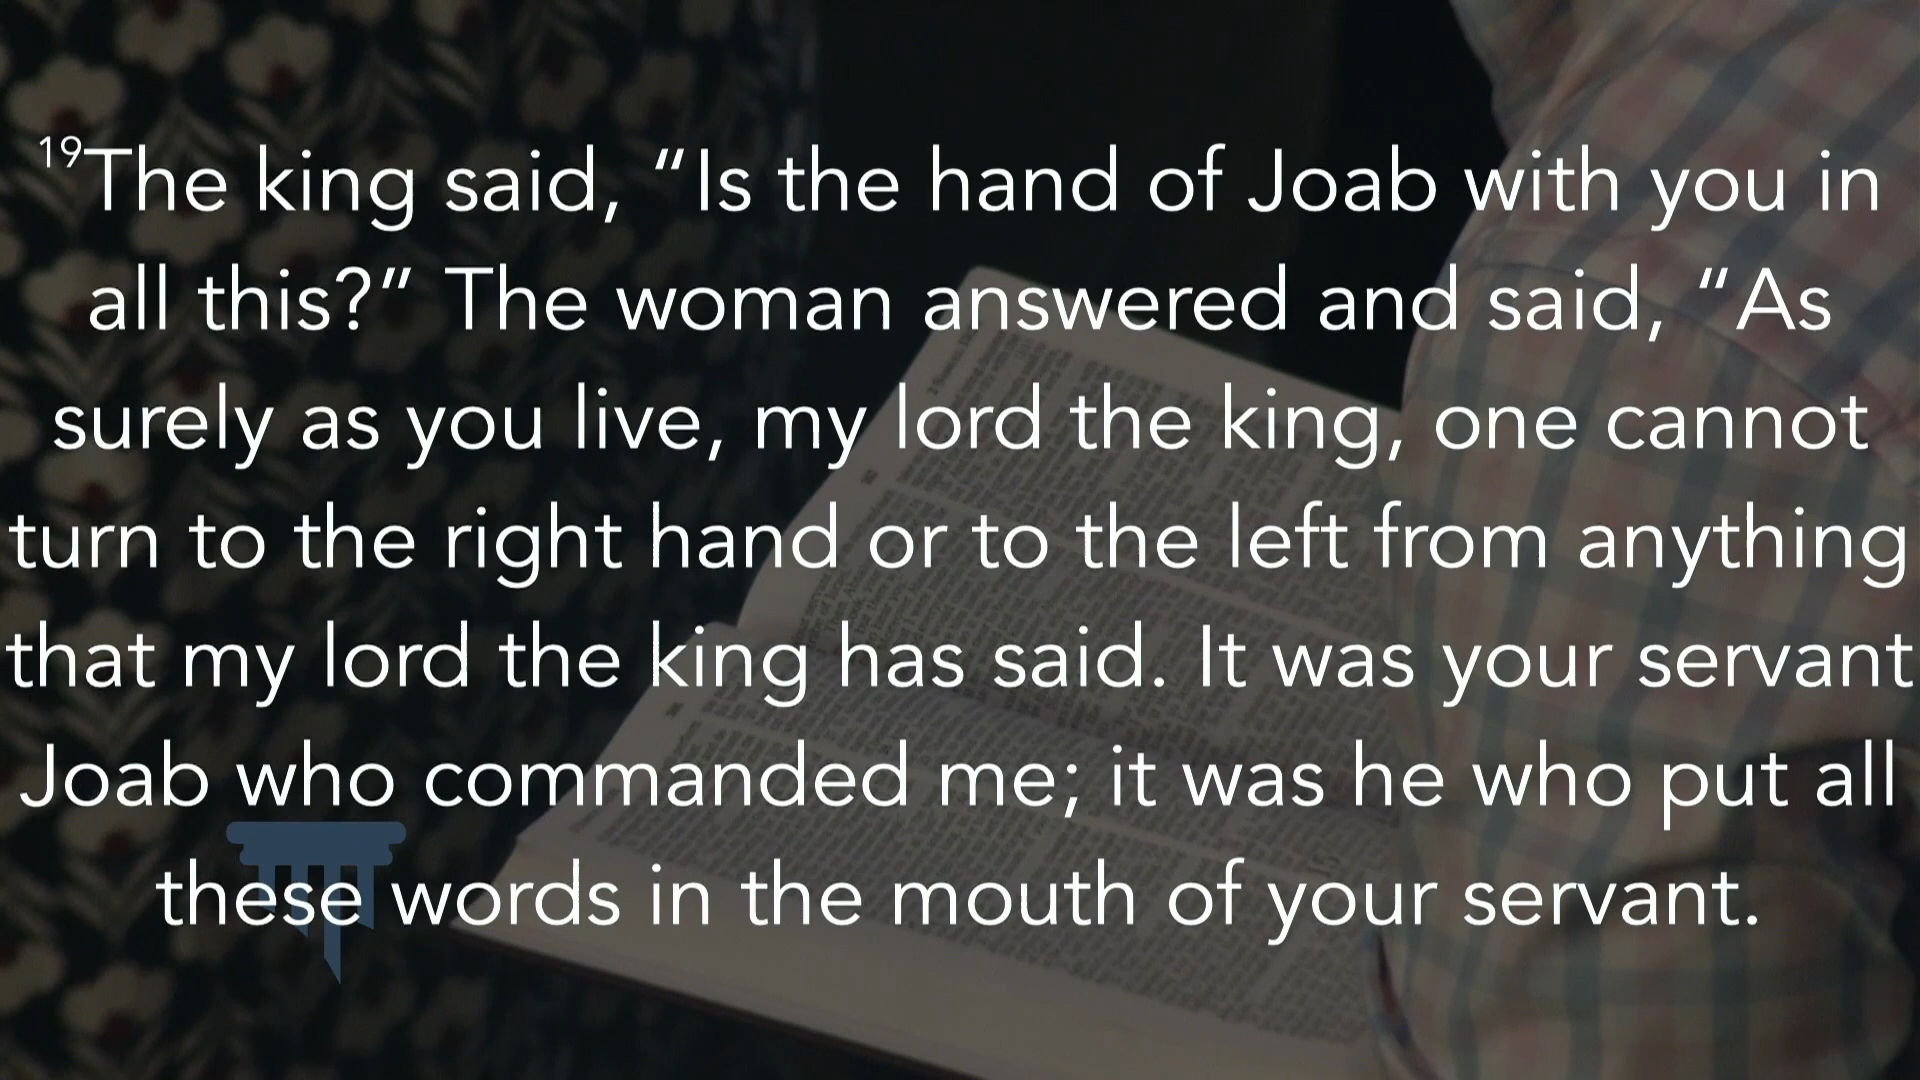 19The king said, “Is the hand of Joab with you in
all this?” The woman answered and said, “As
surely as you live, my lord the king, one cannot
turn to the right hand or to the left from anything
that my lord the king has said. It was your servant
Joab who commanded me; it was he who put all
these words in the mouth of your servant.